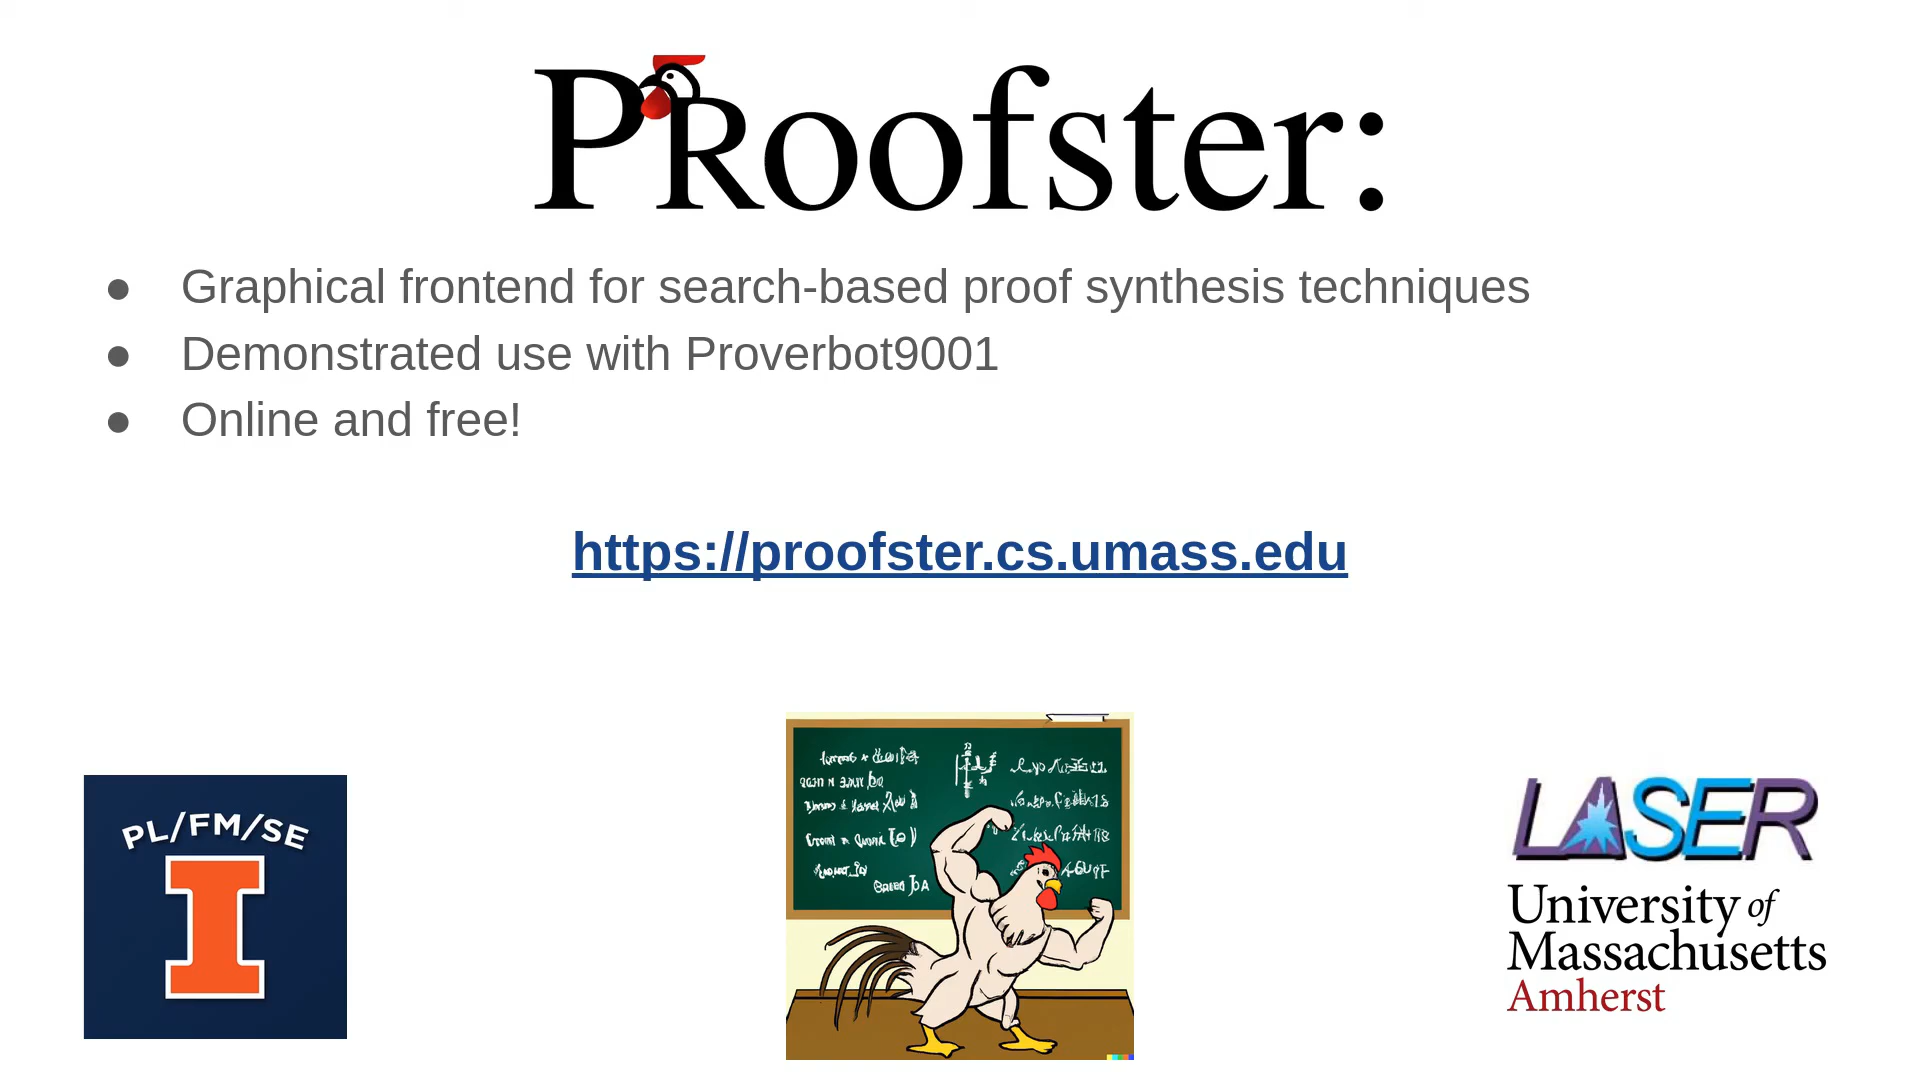 PRoofster:
● Graphical frontend for search-based proof synthesis techniques
● Demonstrated use with Proverbot9001
● Online and free!
https://proofster.cs.umass.edu
PL/FM/SE
I
LASER
University of
Massachusetts
Amherst